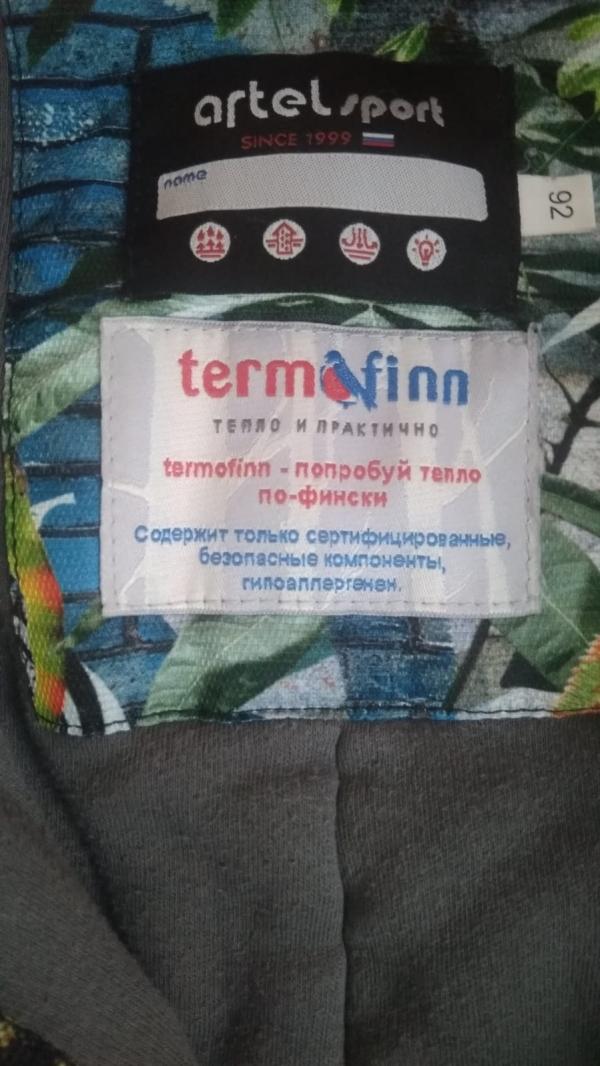 artel sport
SINCE 1999
name
92
termofinn
ТЕПЛО И ПРАКТИЧНО
termofinn - попробуй тепло
по-фински
Содержит только сертифицированные,
безопасные компоненты,
гипоаллергенен.